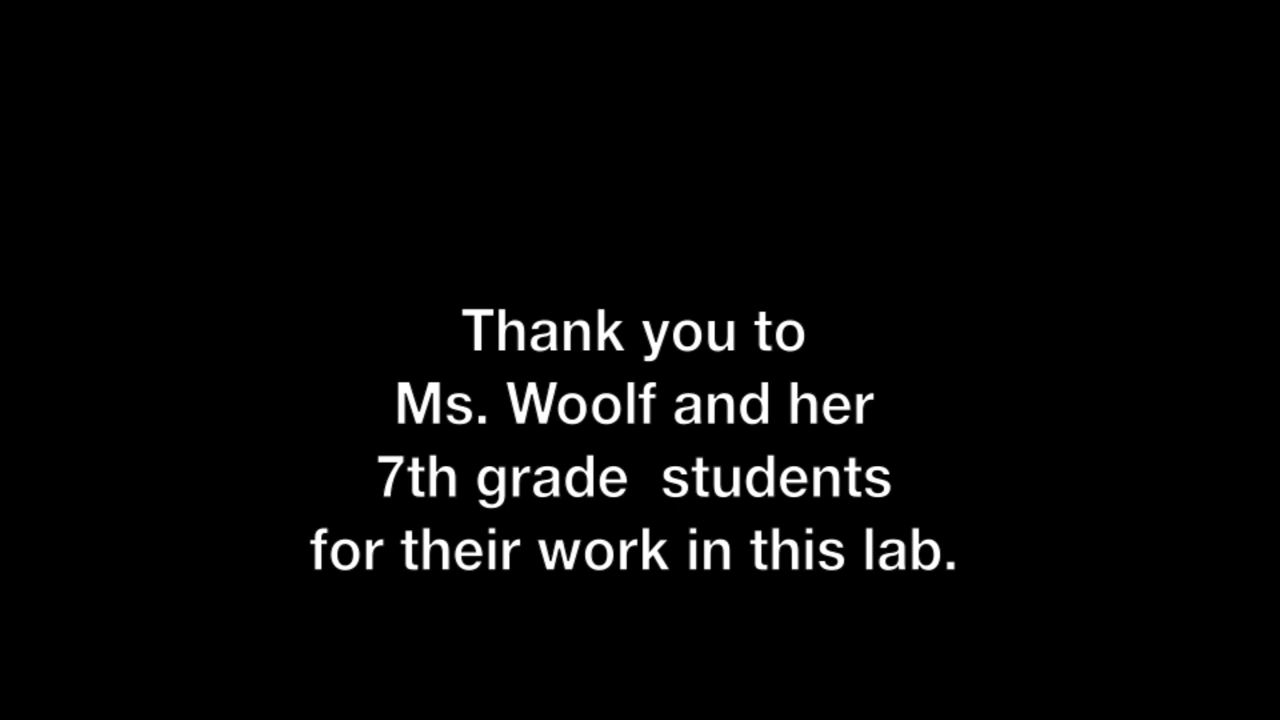 Thank you to
Ms. Woolf and her
7th grade  students
for their work in this lab.